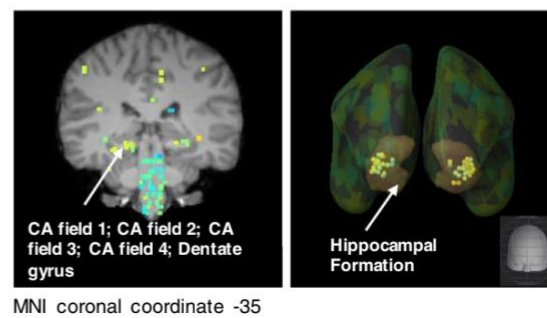 CA field 1; CA field 2; CA
field 3; CA field 4; Dentate
gyrus
Hippocampal
Formation
MNI coronal coordinate -35